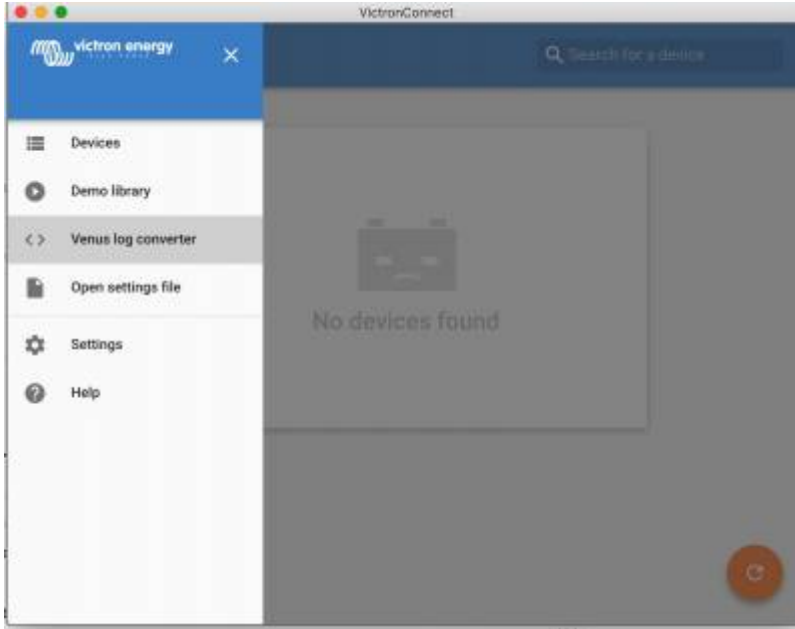 VictronConnect
victron energy
Search for a device
Devices
Demo library
Venus log converter
Open settings file
No devices found
Settings
Help